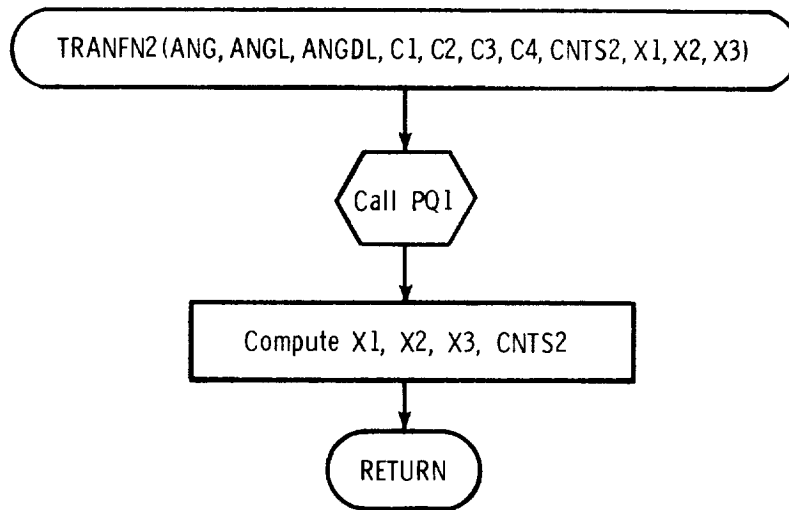 TRANFN2(ANG, ANGL, ANGDL, C1, C2, C3, C4, CNTS2, X1, X2, X3)
Call PQ1
Compute X1, X2, X3, CNTS2
RETURN